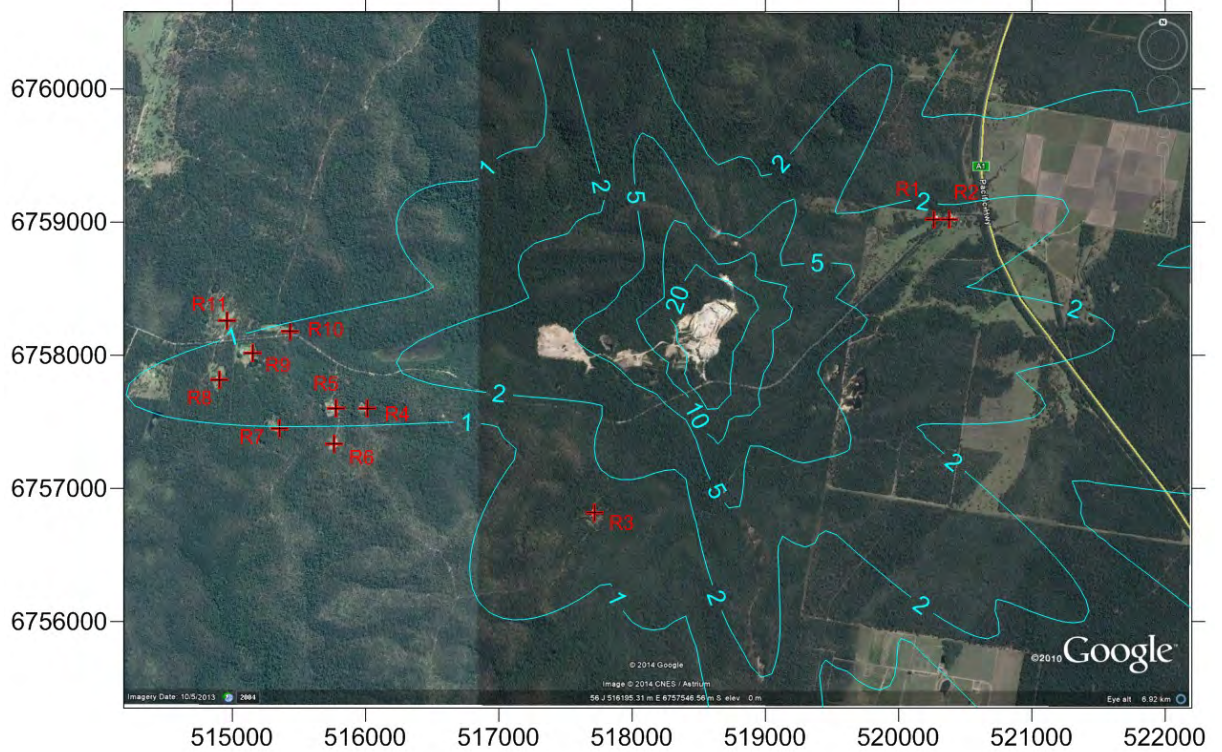 6760000
6759000
6758000
6757000
6756000
1
2
5
2
A1
Pacific Hwy
R1
R2
2
5
20
2
R11
R10
R9
R8
R5
R4
R7
R6
1
2
10
5
2
R3
1
2
2
© 2014 Google
Image © 2014 CNES / Astrium
©2010 Google
Imagery Date: 10/5/2013 2004
56 J 516195.31 m E 6757546.56 m S elev 0 m
Eye alt 6.92 km
515000 516000 517000 518000 519000 520000 521000 522000